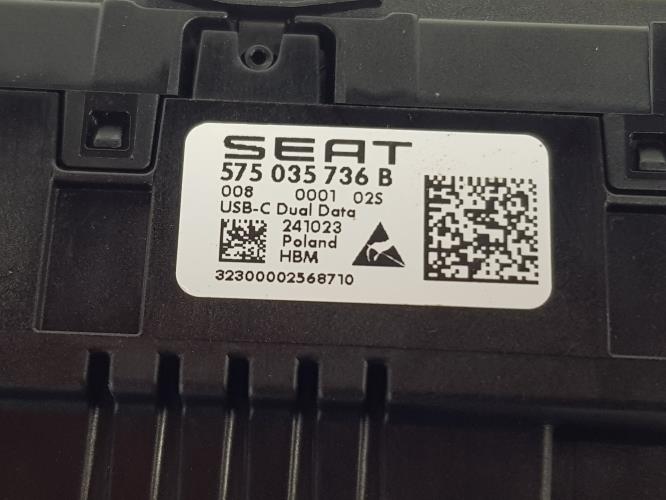 SEAT
575 035 736 B
008 0001 02S
USB-C Dual Data
241023
Poland
HBM
32300002568710